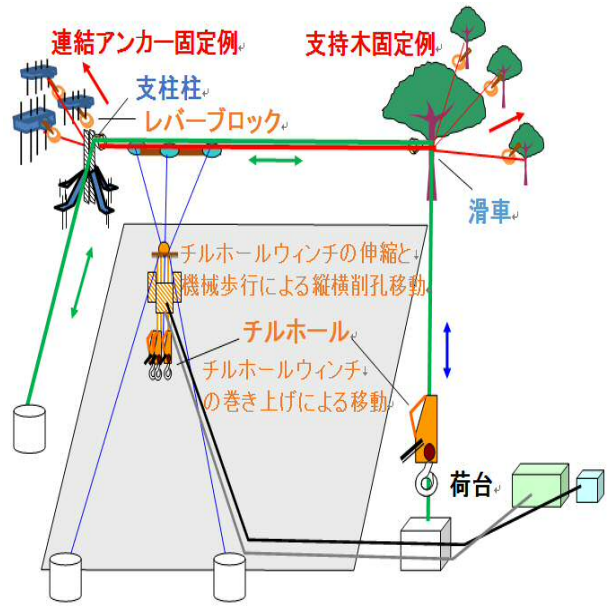 連結アンカー固定例
支持木固定例
支柱柱
レバーブロック
滑車
チルホールウィンチの伸縮と
機械歩行による縦横削孔移動
チルホール
チルホールウィンチ
の巻き上げによる移動
荷台